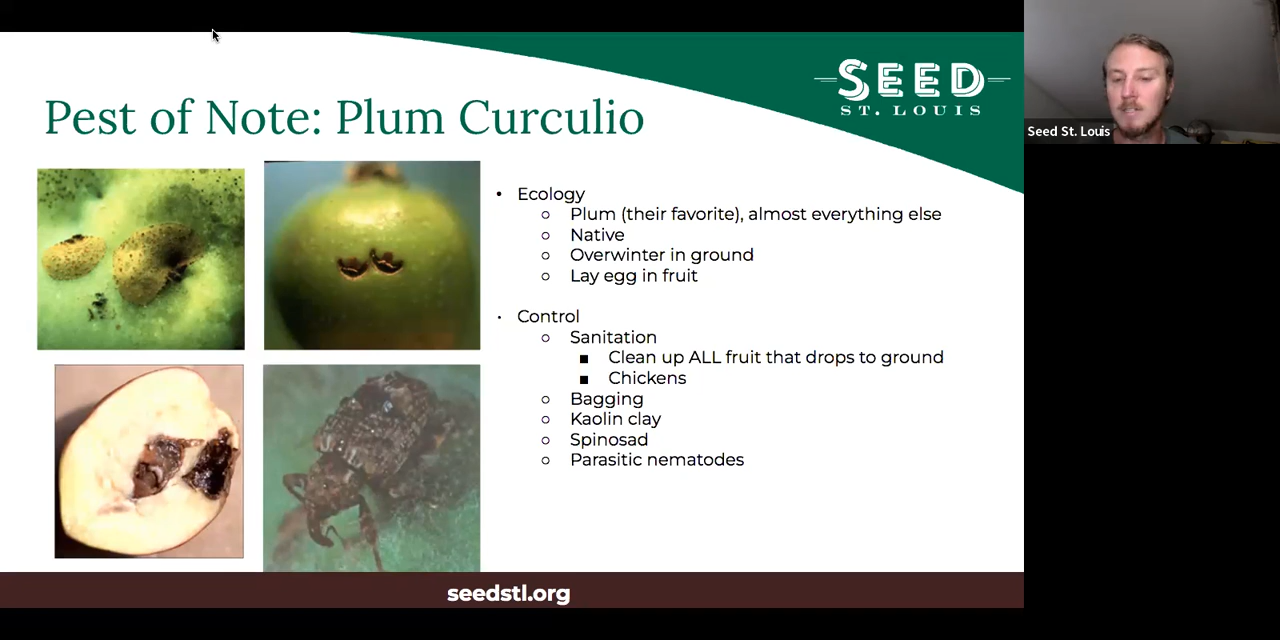 SEED
ST. LOUIS
Seed St. Louis
Pest of Note: Plum Curculio
• Ecology
○ Plum (their favorite), almost everything else
○ Native
○ Overwinter in ground
○ Lay egg in fruit
• Control
○ Sanitation
■ Clean up ALL fruit that drops to ground
■ Chickens
○ Bagging
○ Kaolin clay
○ Spinosad
○ Parasitic nematodes
seedstl.org